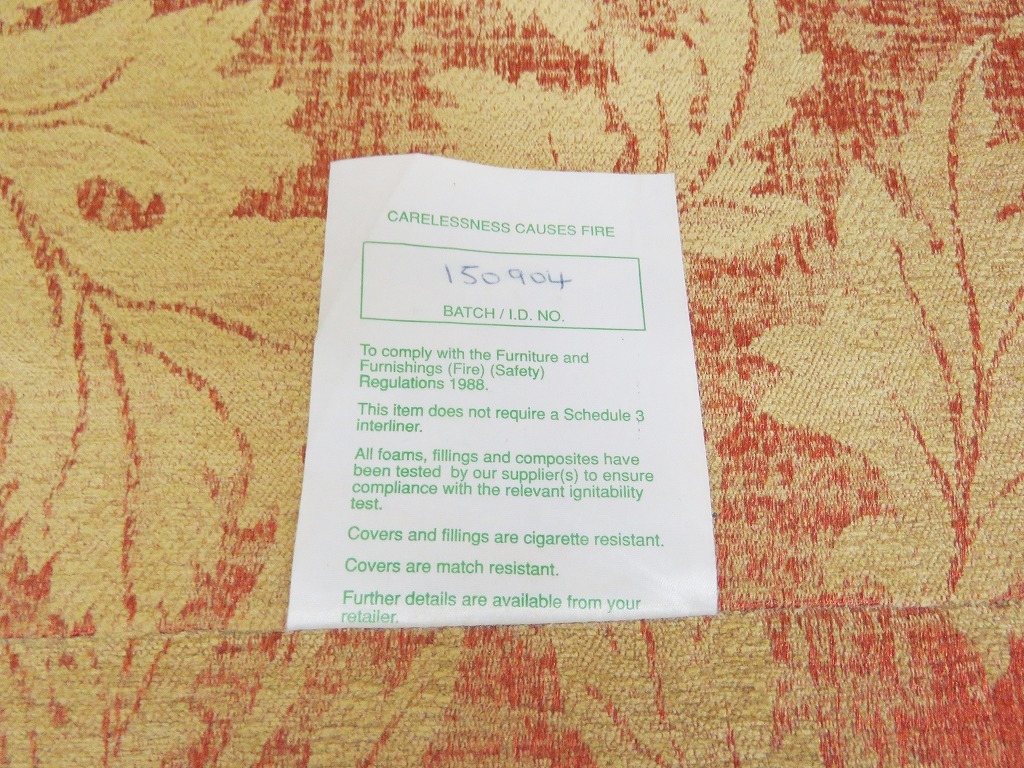 CARELESSNESS CAUSES FIRE
150904
BATCH / I.D. NO.
To comply with the Furniture and
Furnishings (Fire) (Safety)
Regulations 1988.
This item does not require a Schedule 3
interliner.
All foams, fillings and composites have
been tested by our supplier(s) to ensure
compliance with the relevant ignitability
test.
Covers and fillings are cigarette resistant.
Covers are match resistant.
Further details are available from your
retailer.